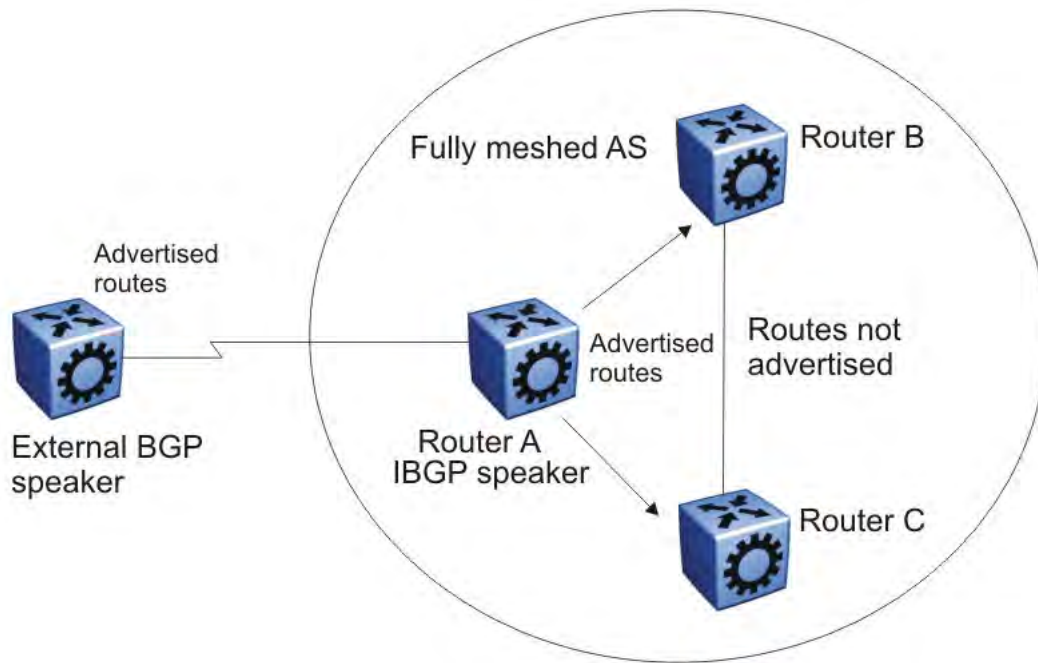 Fully meshed AS
Router B
Advertised
routes
External BGP
speaker
Advertised
routes
Router A
IBGP speaker
Routes not
advertised
Router C